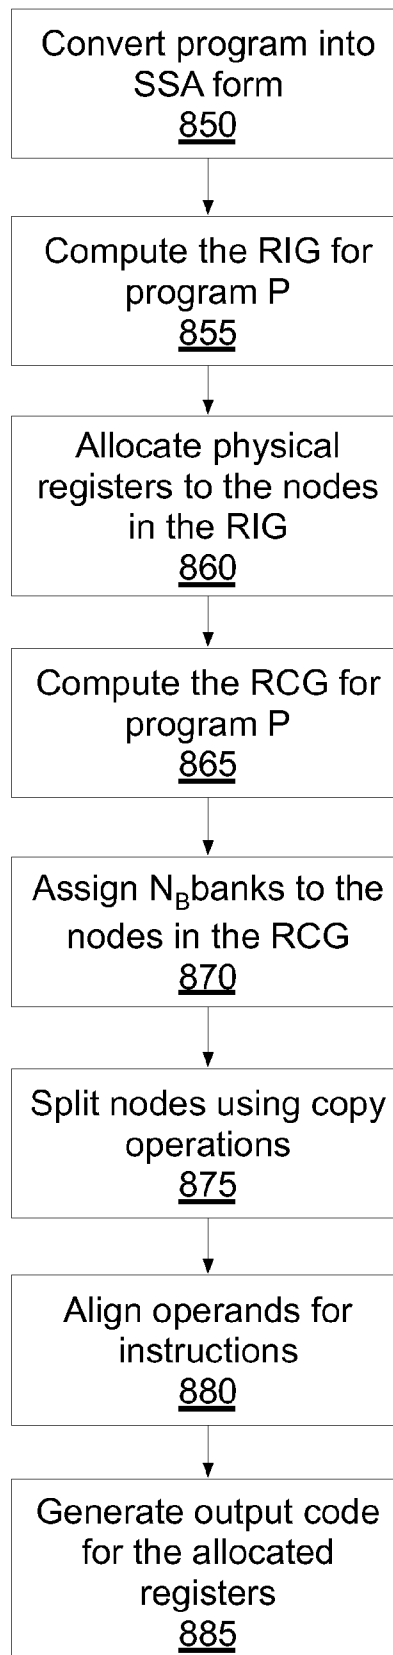 Convert program into
SSA form
850
Compute the RIG for
program P
855
Allocate physical
registers to the nodes
in the RIG
860
Compute the RCG for
program P
865
Assign NBbanks to the
nodes in the RCG
870
Split nodes using copy
operations
875
Align operands for
instructions
880
Generate output code
for the allocated
registers
885